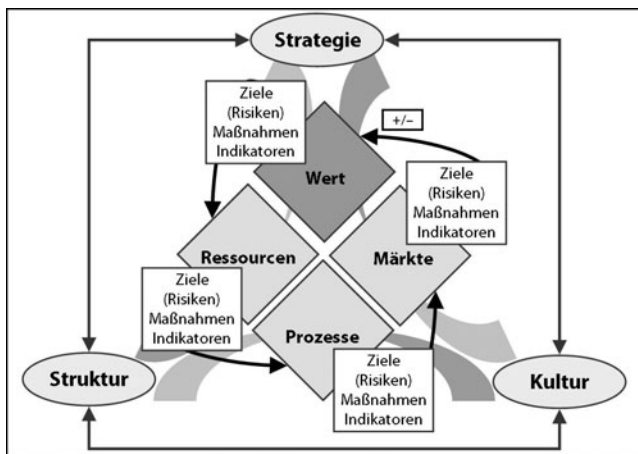 Strategie
Ziele
(Risiken)
Maßnahmen
Indikatoren
+/–
Wert
Ziele
(Risiken)
Maßnahmen
Indikatoren
Ressourcen
Märkte
Ziele
(Risiken)
Maßnahmen
Indikatoren
Prozesse
Ziele
(Risiken)
Maßnahmen
Indikatoren
Struktur
Kultur